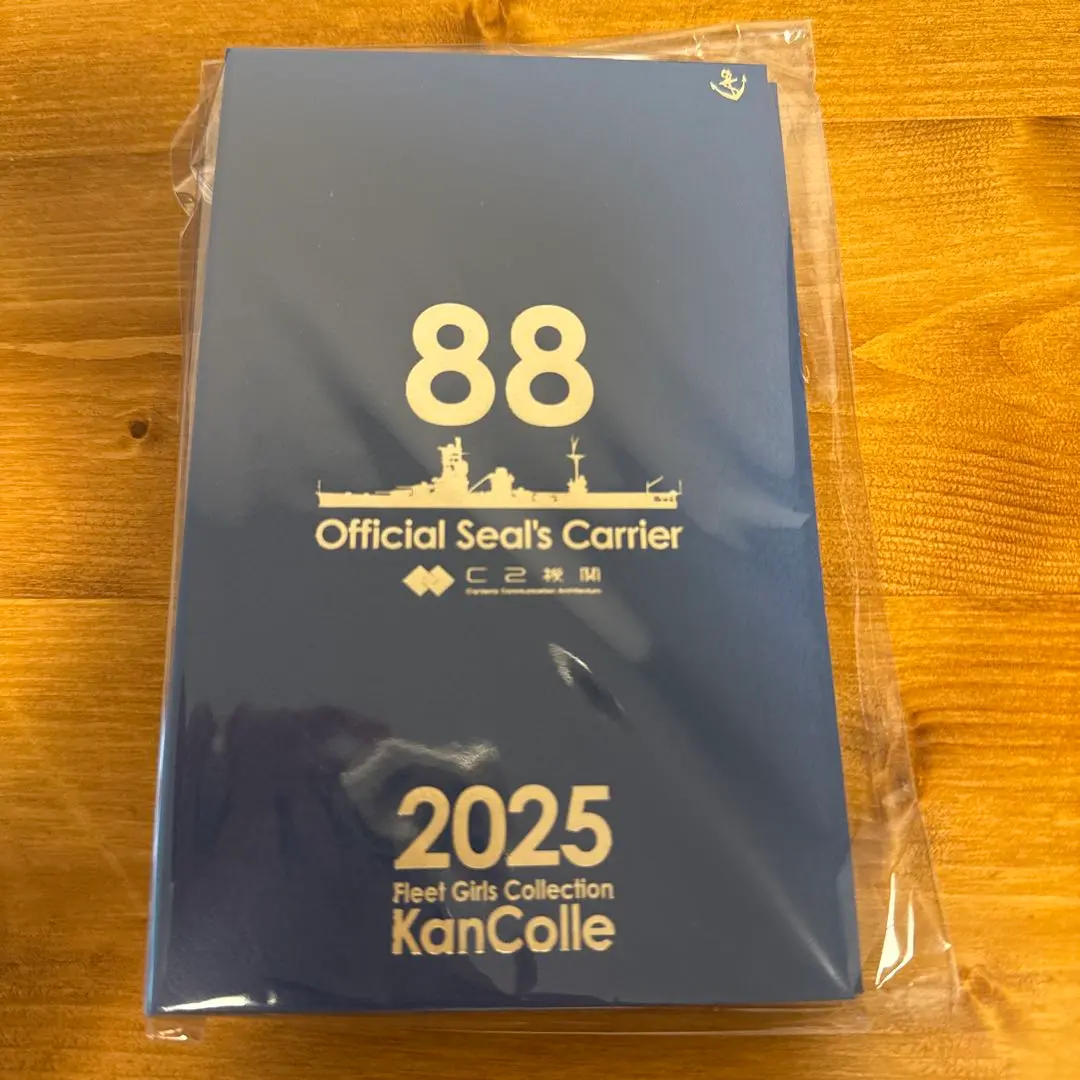 88
Official Seal's Carrier
C2機関
2025
Fleet Girls Collection
KanColle